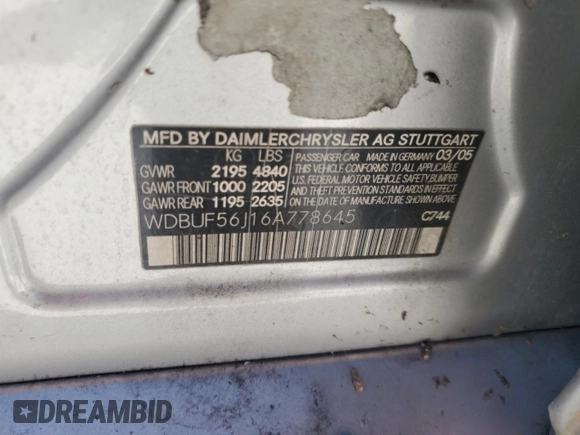 MFD BY DAIMLERCHRYSLER AG STUTTGART
KG LBS
GVWR 2195 4840
GAWR FRONT 1000 2205
GAWR REAR 1195 2635
PASSENGER CAR MADE IN GERMANY 03/05
THIS VEHICLE CONFORMS TO ALL APPLICABLE
U.S. FEDERAL MOTOR VEHICLE SAFETY, BUMPER
AND THEFT PREVENTION STANDARDS IN EFFECT
ON THE DATE OF MANUFACTURE SHOWN ABOVE
WDBUF56J16A778645
C744
DREAMBID